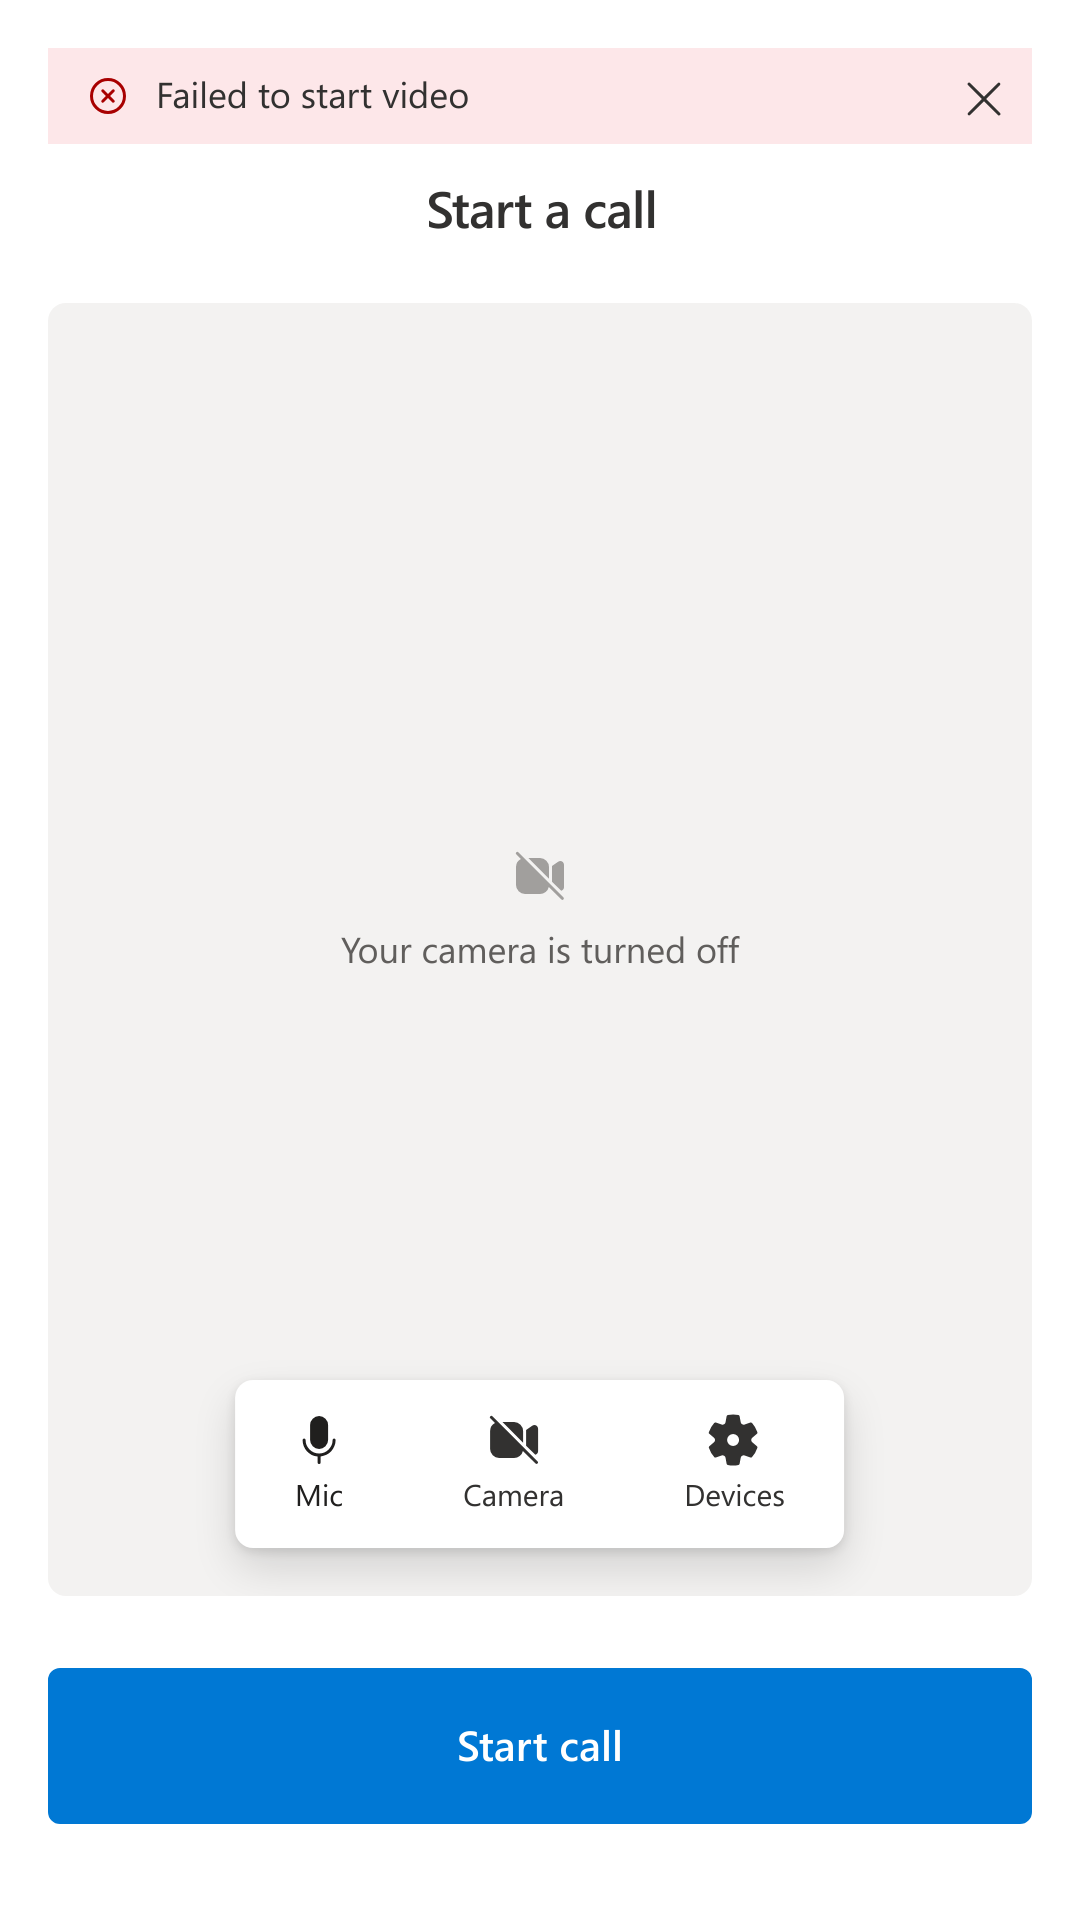 Failed to start video
Start a call
Your camera is turned off
Mic
Camera
Devices
Start call